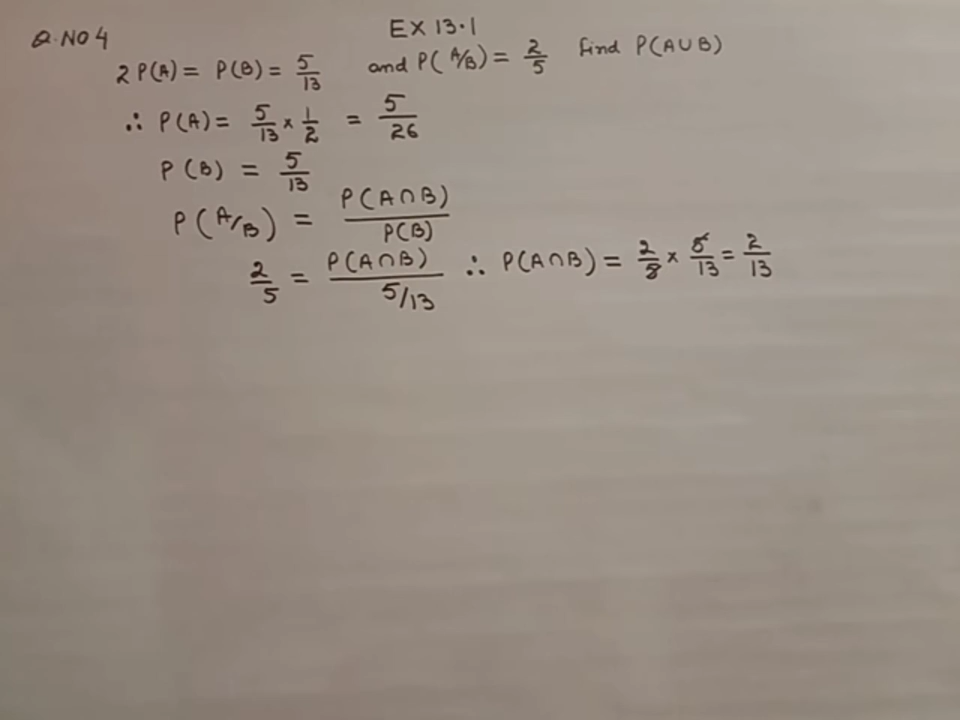 Q.NO 4 EX 13.1
2 P(A) = P(B) = 5/13 and P(A/B) = 2/5 find P(A∪B)
∴ P(A) = 5/13 × 1/2 = 5/26
P(B) = 5/13
P(A/B) = P(A∩B)/P(B)
2/5 = P(A∩B)/5/13 ∴ P(A∩B) = 2/5 × 5/13 = 2/13